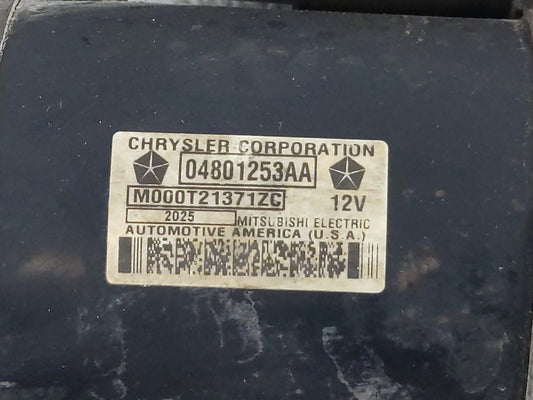 CHRYSLER CORPORATION
04801253AA
M000T21371ZC 12V
2025 MITSUBISHI ELECTRIC
AUTOMOTIVE AMERICA (U.S.A.)